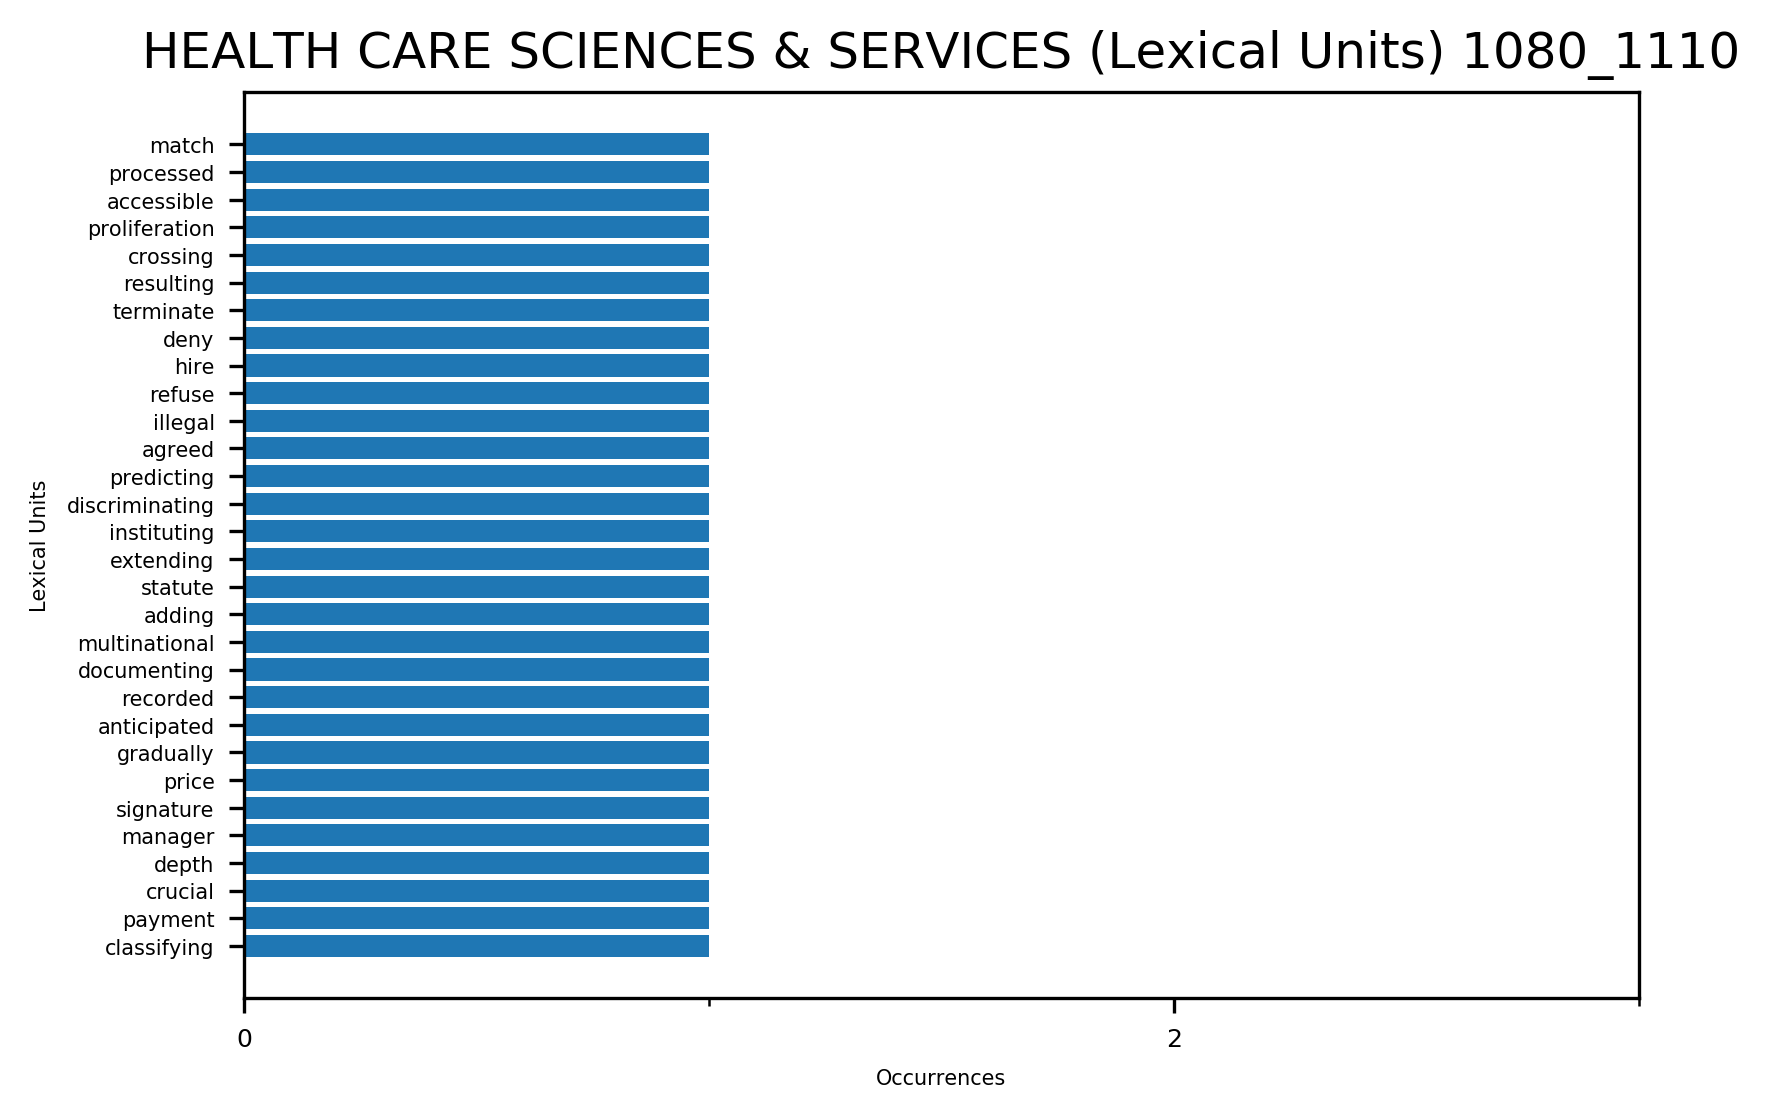 HEALTH CARE SCIENCES & SERVICES (Lexical Units) 1080_1110
match
processed
accessible
proliferation
crossing
resulting
terminate
deny
hire
refuse
illegal
agreed
predicting
discriminating
instituting
extending
statute
adding
multinational
documenting
recorded
anticipated
gradually
price
signature
manager
depth
crucial
payment
classifying
Lexical Units
0 2
Occurrences